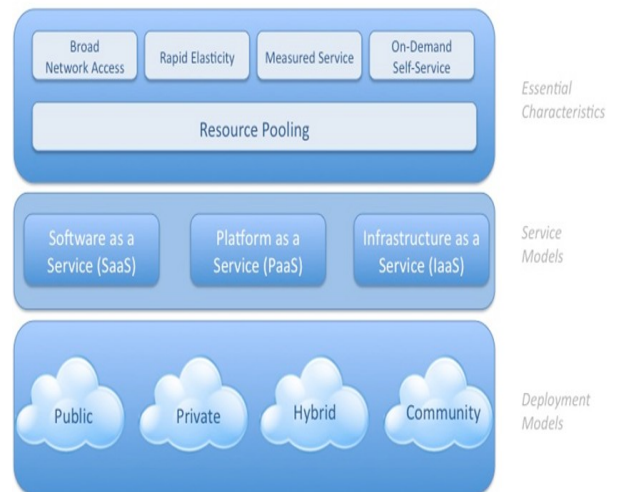 Broad
Network Access
Rapid Elasticity
Measured Service
On-Demand
Self-Service
Resource Pooling
Essential
Characteristics
Software as a
Service (SaaS)
Platform as a
Service (PaaS)
Infrastructure as a
Service (IaaS)
Service
Models
Public
Private
Hybrid
Community
Deployment
Models